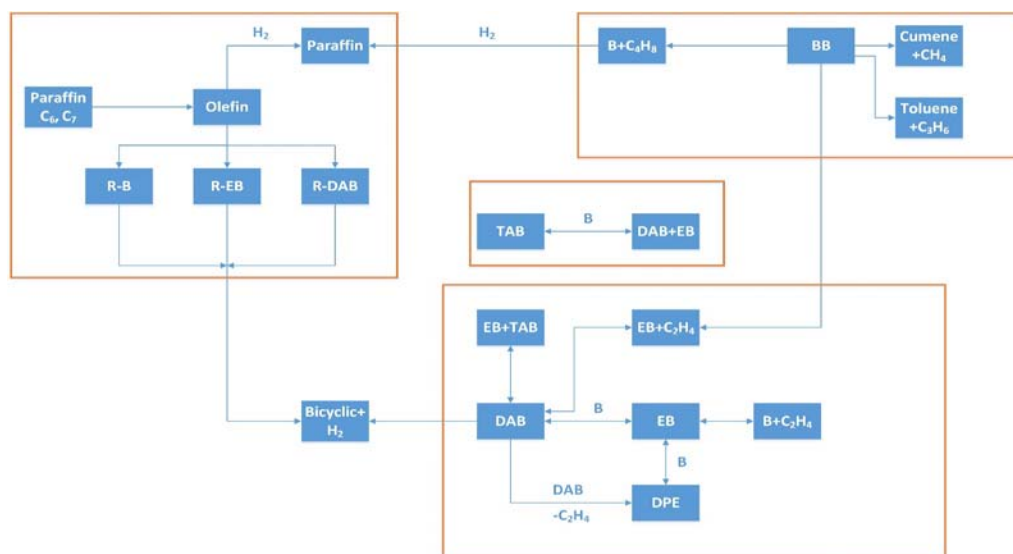 H₂
Paraffin
H₂
B+C₄H₈
BB
Cumene
+CH₄
Paraffin
C₆, C₇
Olefin
Toluene
+C₃H₆
R-B
R-EB
R-DAB
TAB
B
DAB+EB
EB+TAB
EB+C₂H₄
Bicyclic+
H₂
DAB
B
EB
B+C₂H₄
B
DAB
-C₂H₄
DPE